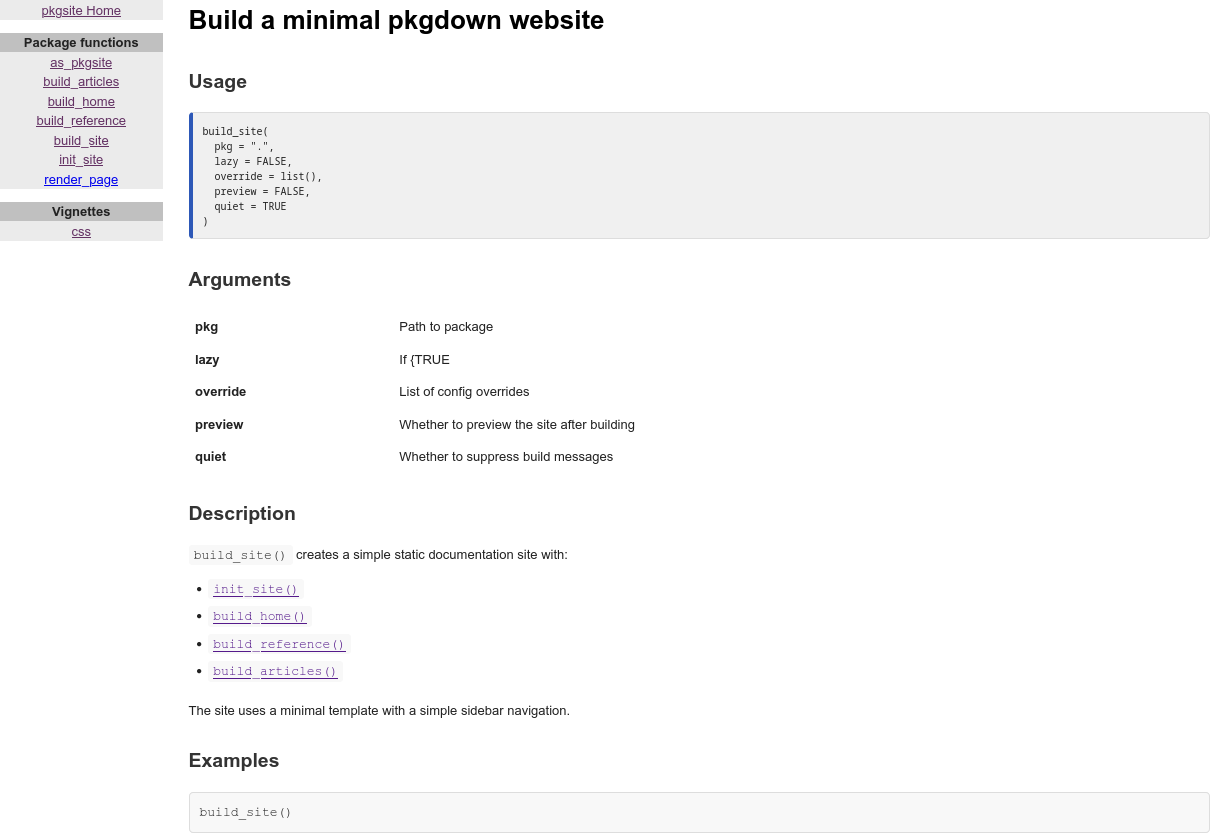 pkgsite Home
Package functions
as_pkgsite
build_articles
build_home
build_reference
build_site
init_site
render_page
Vignettes
css
Build a minimal pkgdown website
Usage
build_site(
  pkg = ".",
  lazy = FALSE,
  override = list(),
  preview = FALSE,
  quiet = TRUE
)
Arguments
pkg Path to package
lazy If {TRUE
override List of config overrides
preview Whether to preview the site after building
quiet Whether to suppress build messages
Description
build_site() creates a simple static documentation site with:
• init_site()
• build_home()
• build_reference()
• build_articles()
The site uses a minimal template with a simple sidebar navigation.
Examples
build_site()